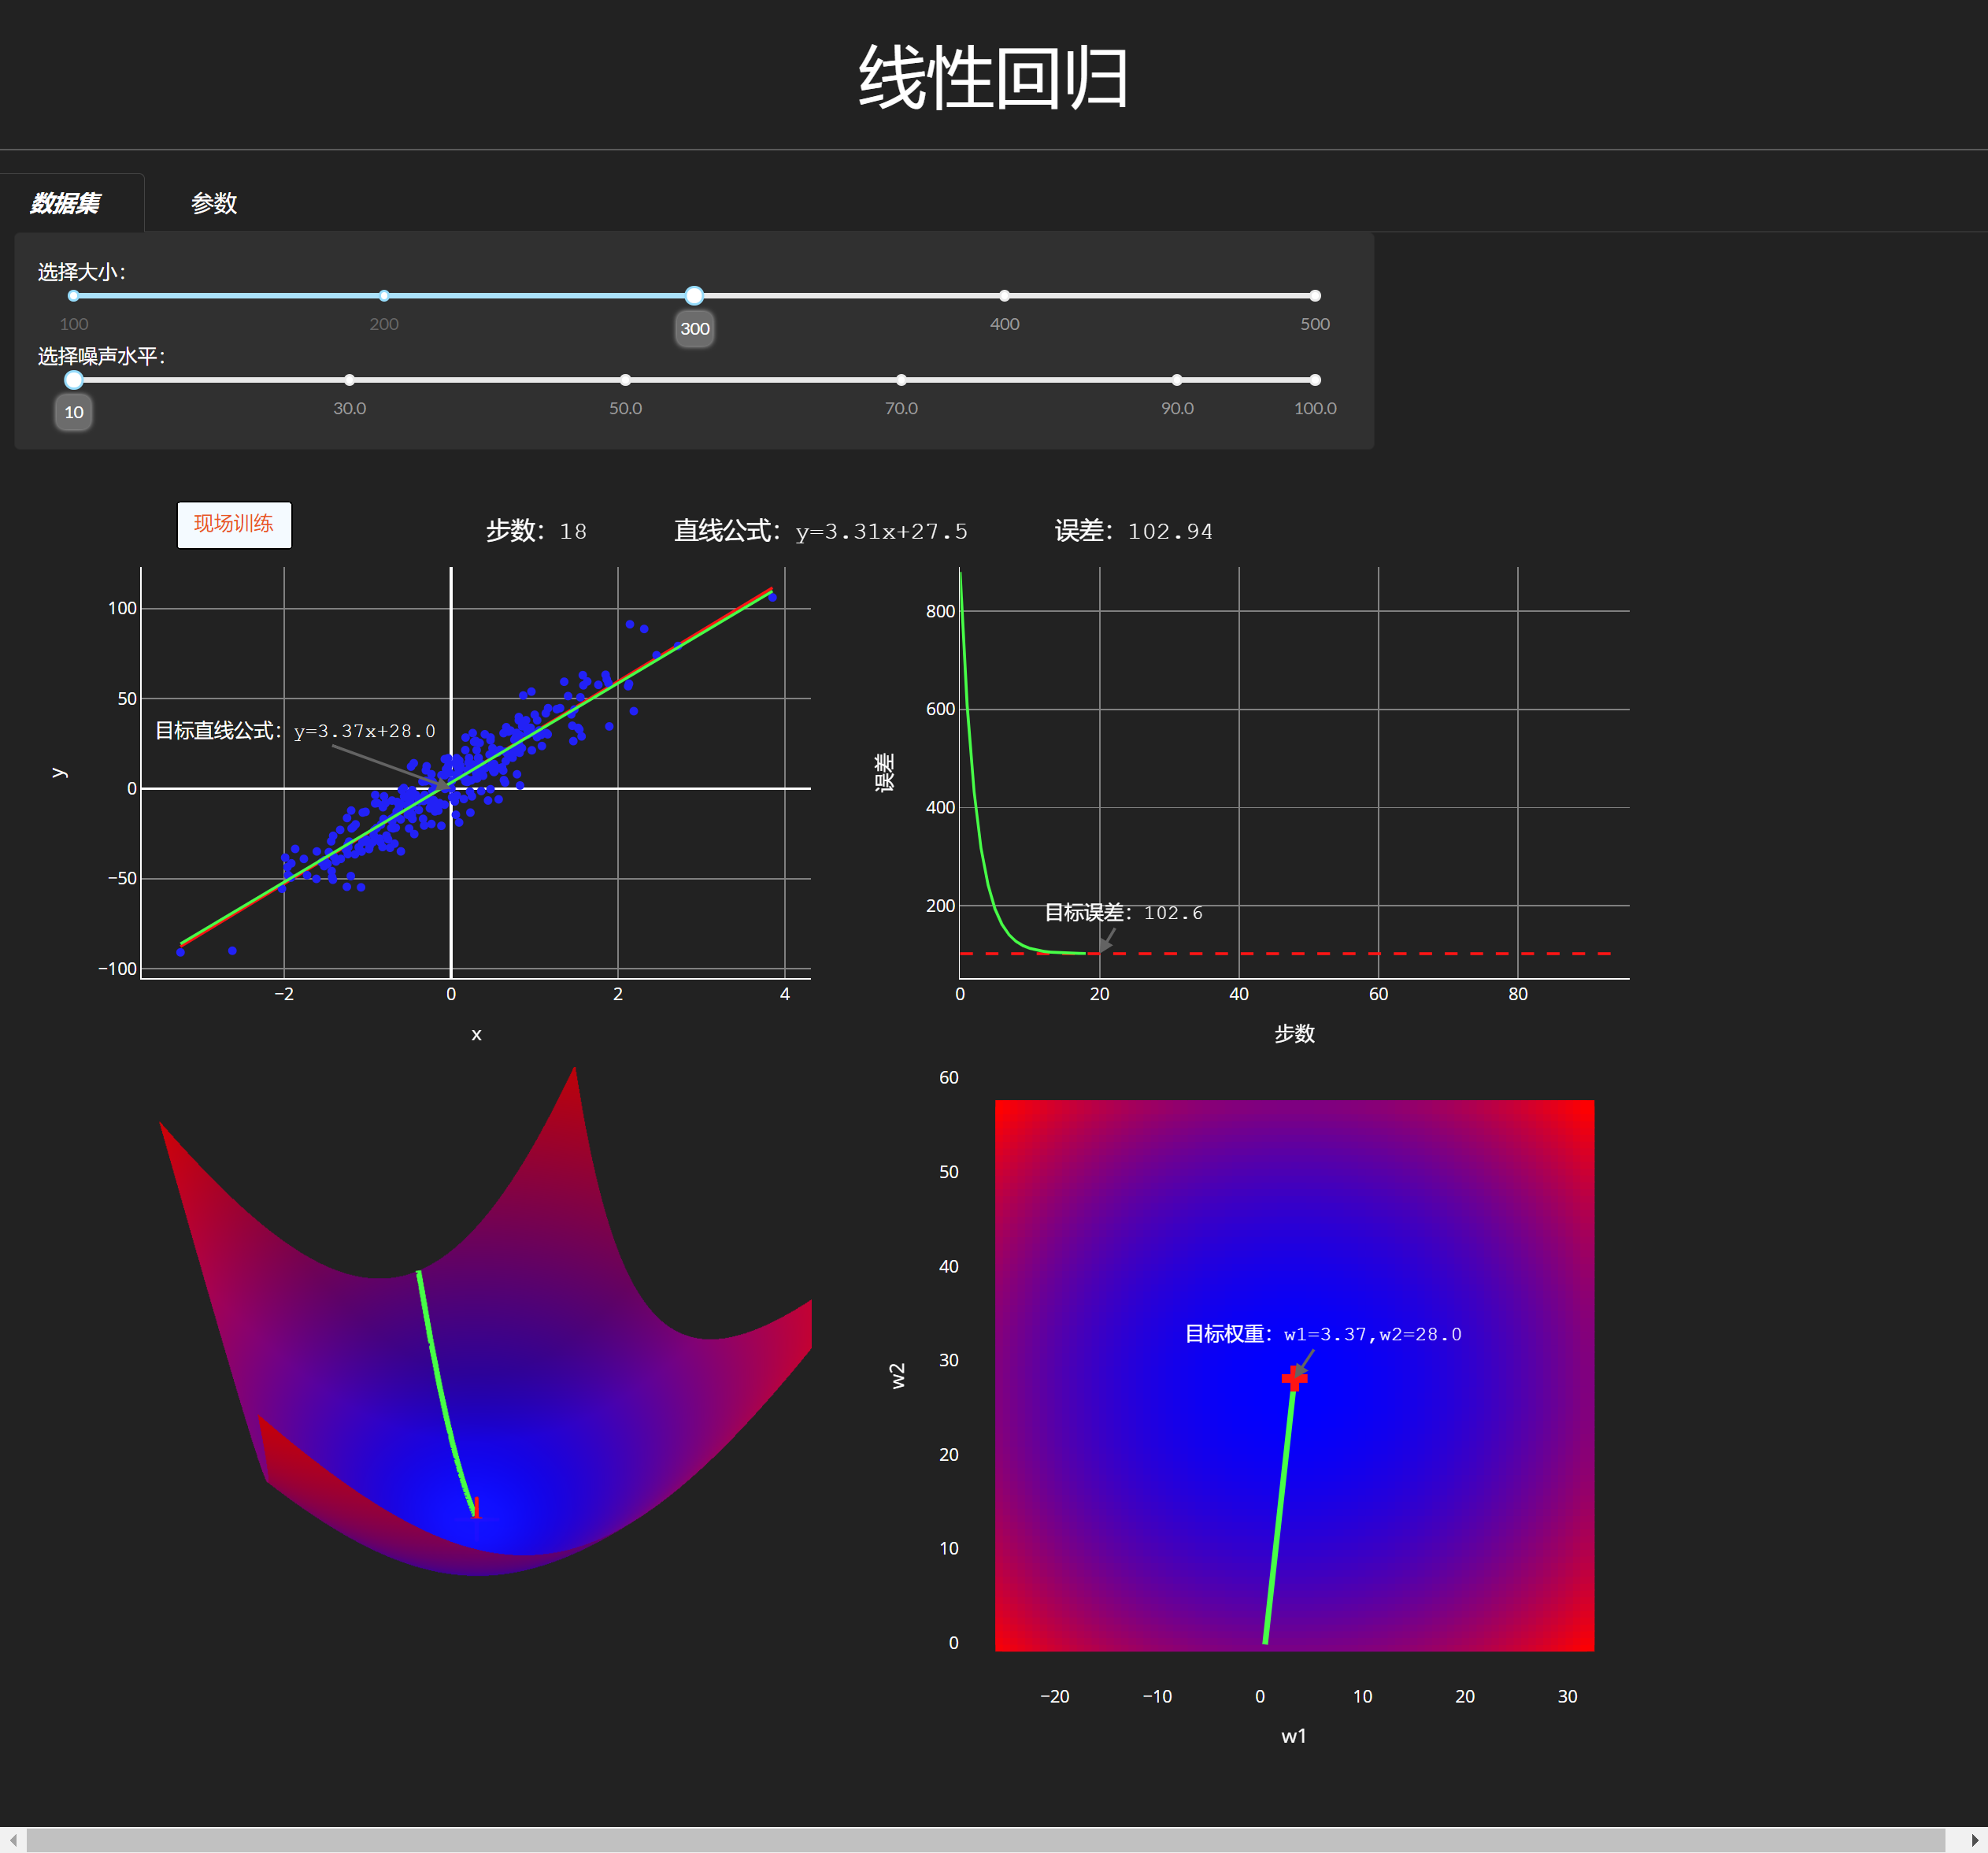 线性回归
数据集 参数
选择大小：
100 200 300 400 500
选择噪声水平：
10 30.0 50.0 70.0 90.0 100.0
现场训练 步数：18 直线公式：y=3.31x+27.5 误差：102.94
100
50
0
−50
−100
y
目标直线公式：y=3.37x+28.0
−2 0 2 4
x
800
600
400
200
误差
目标误差：102.6
0 20 40 60 80
步数
60
50
40
30
20
10
0
w2
目标权重：w1=3.37,w2=28.0
−20 −10 0 10 20 30
w1